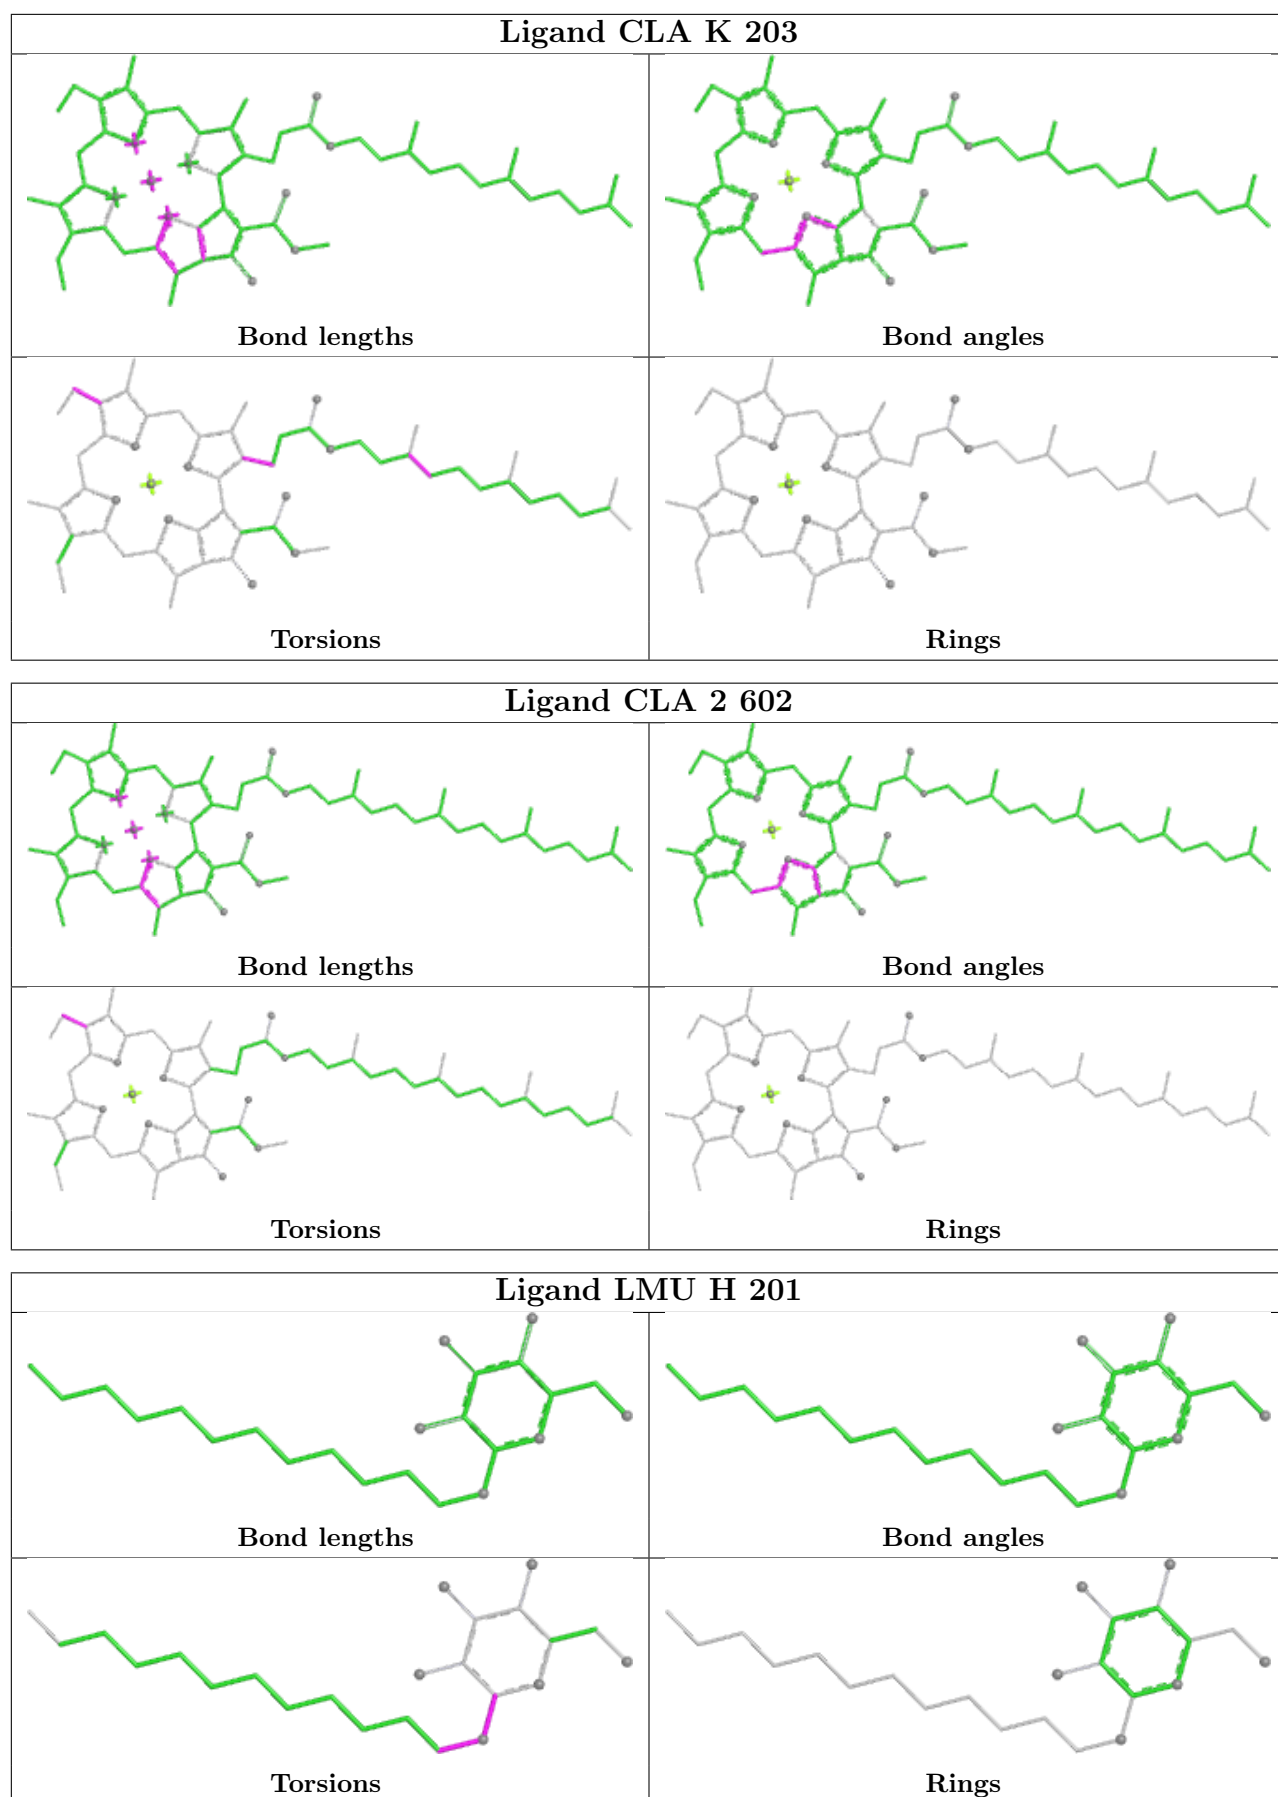 Ligand CLA K 203
Bond lengths
Bond angles
Torsions
Rings
Ligand CLA 2 602
Bond lengths
Bond angles
Torsions
Rings
Ligand LMU H 201
Bond lengths
Bond angles
Torsions
Rings